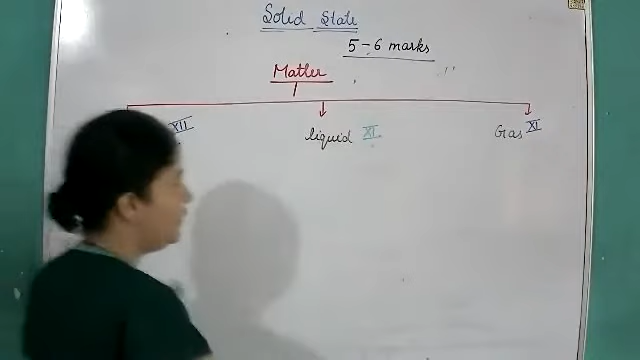 Solid State
5-6 marks
Matter
XII
liquid XI
Gas XI